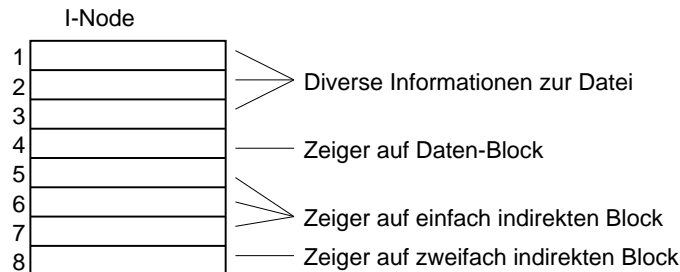 I-Node
1
2
Diverse Informationen zur Datei
3
4
Zeiger auf Daten-Block
5
6
Zeiger auf einfach indirekten Block
7
8
Zeiger auf zweifach indirekten Block